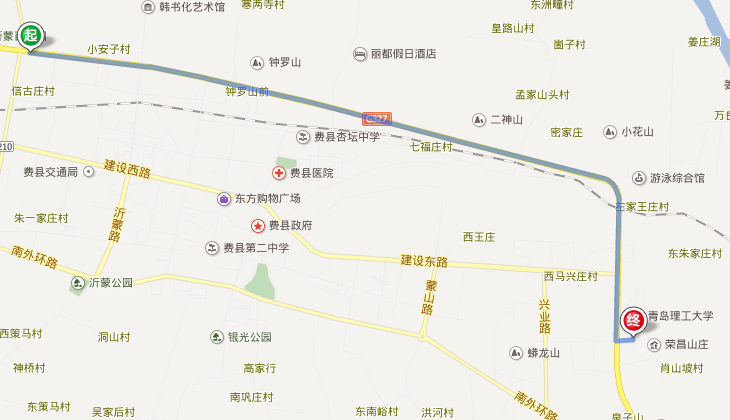 韩书化艺术馆
寒两寺村
东洲疃村
皇路山村
崮子村
姜庄湖
起
小安子村
钟罗山
丽都假日酒店
信古庄村
钟罗山前
孟家山头村
二神山
密家庄
小花山
费县杏坛中学
七福庄村
210
费县交通局
建设西路
费县医院
游泳综合馆
东方购物广场
左家王庄村
朱一家庄村
沂蒙路
费县政府
西王庄
费县第二中学
东朱家庄村
南外环路
建设东路
西马兴庄村
沂蒙公园
蒙山路
兴业路
终
青岛理工大学
西策马村
洞山村
银光公园
荣昌山庄
蟒龙山
神桥村
高家行
肖山坡村
南巩庄村
南外环路
东策马村
吴家后村
东南峪村
洪河村